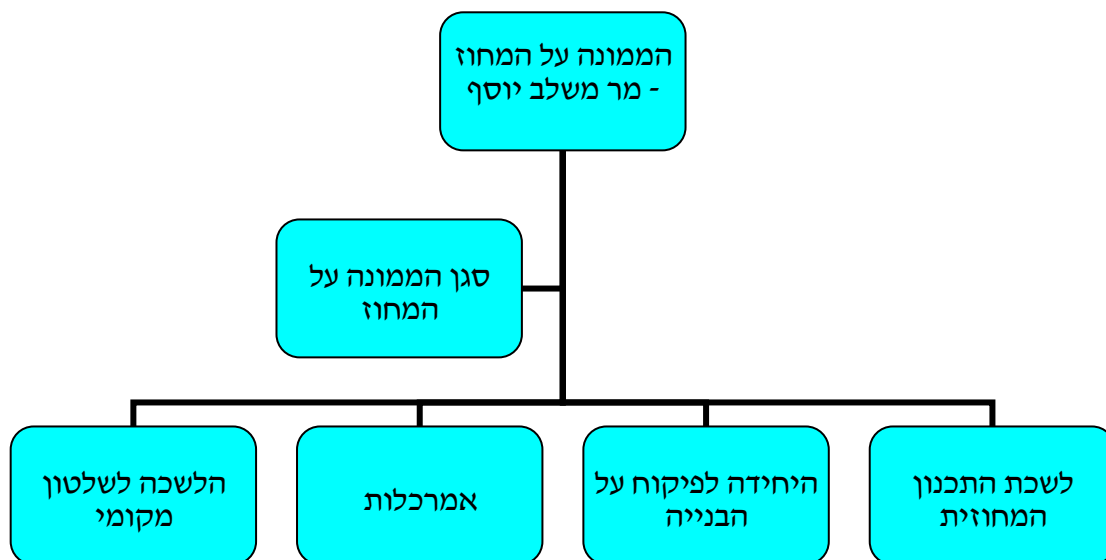 הממונה על המחוז
- מר משלב יוסף
סגן הממונה על
המחוז
לשכת התכנון
המחוזית
היחידה לפיקוח על
הבנייה
אמרכלות
הלשכה לשלטון
מקומי